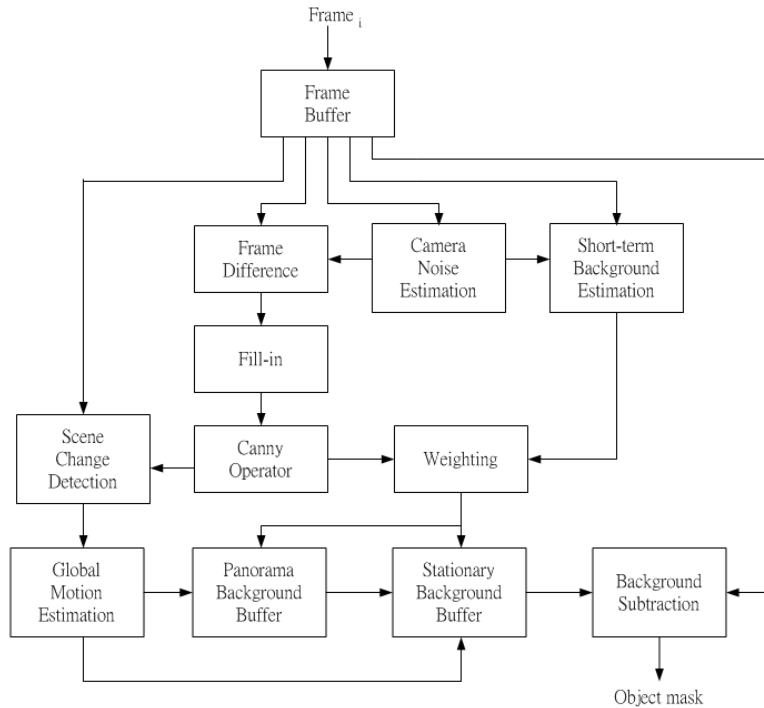 Frame i
Frame
Buffer
Frame
Difference
Camera
Noise
Estimation
Short-term
Background
Estimation
Fill-in
Scene
Change
Detection
Canny
Operator
Weighting
Global
Motion
Estimation
Panorama
Background
Buffer
Stationary
Background
Buffer
Background
Subtraction
Object mask